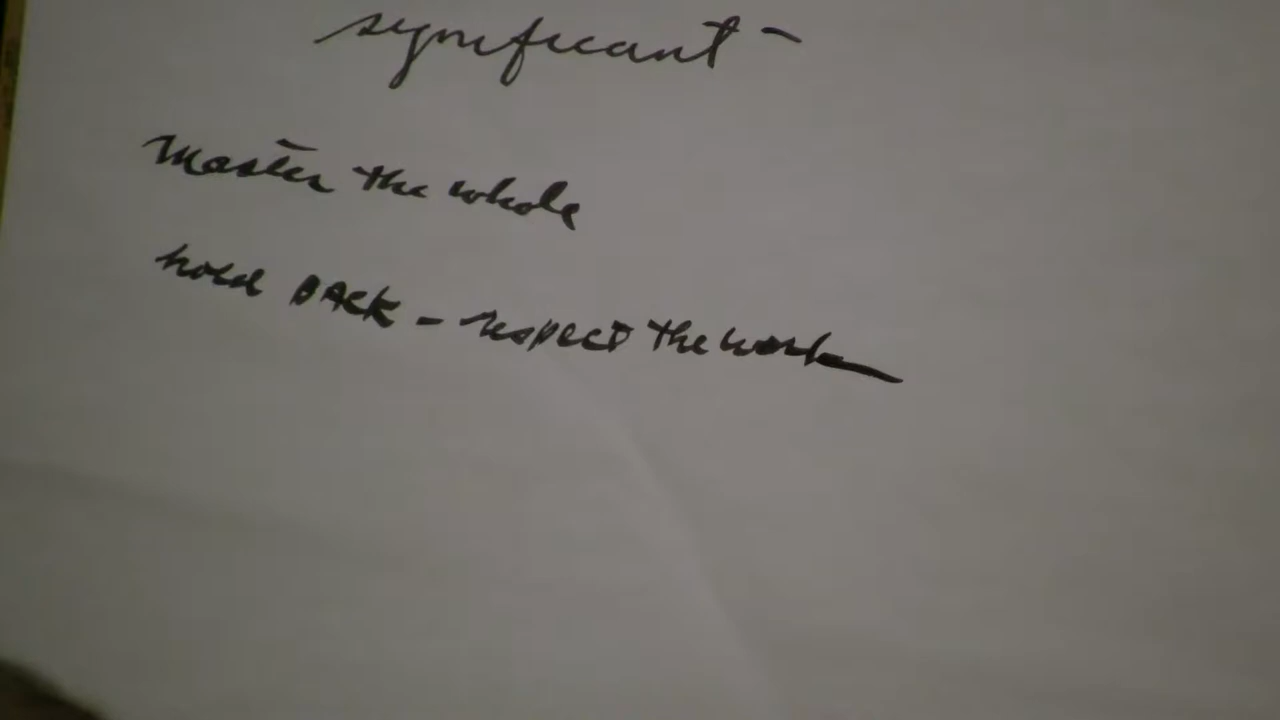 significant -
Master the whole
hold BACK - respect the work